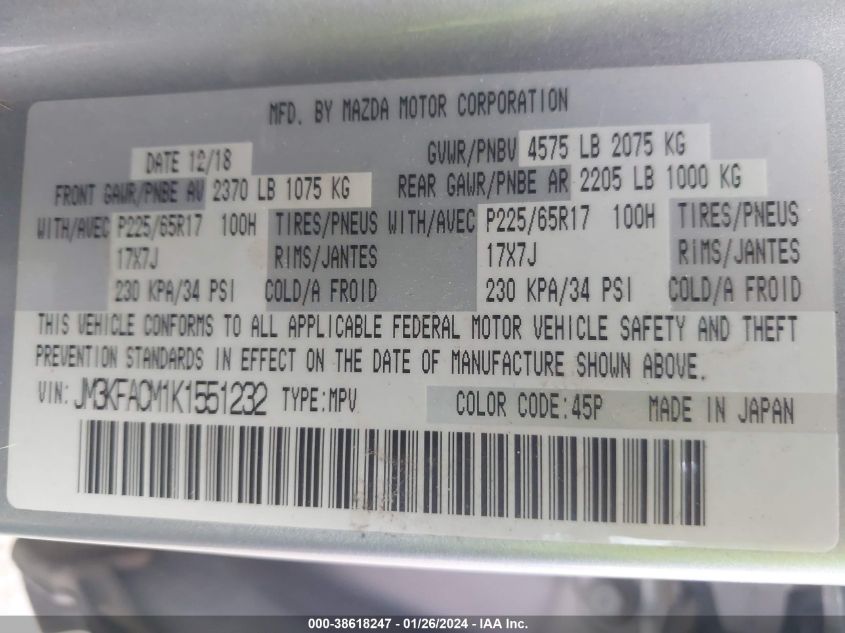 MFD. BY MAZDA MOTOR CORPORATION
DATE 12/18 GVWR/PNBV 4575 LB 2075 KG
FRONT GAWR/PNBE AV 2370 LB 1075 KG REAR GAWR/PNBE AR 2205 LB 1000 KG
WITH/AVEC P225/65R17 100H TIRES/PNEUS WITH/AVEC P225/65R17 100H TIRES/PNEUS
17X7J RIMS/JANTES 17X7J RIMS/JANTES
230 KPA/34 PSI COLD/A FROID 230 KPA/34 PSI COLD/A FROID
THIS VEHICLE CONFORMS TO ALL APPLICABLE FEDERAL MOTOR VEHICLE SAFETY AND THEFT
PREVENTION STANDARDS IN EFFECT ON THE DATE OF MANUFACTURE SHOWN ABOVE.
VIN: JM3KFACM1K1551232 TYPE:MPV COLOR CODE:45P MADE IN JAPAN
000-38618247 - 01/26/2024 - IAA Inc.